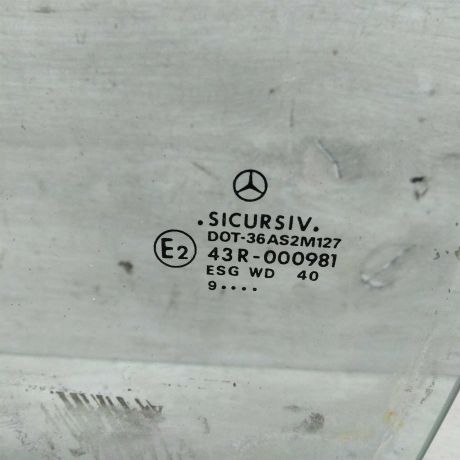 .SICURSIV.
DOT-36AS2M127
E2 43R-000981
ESG WD 40
9....